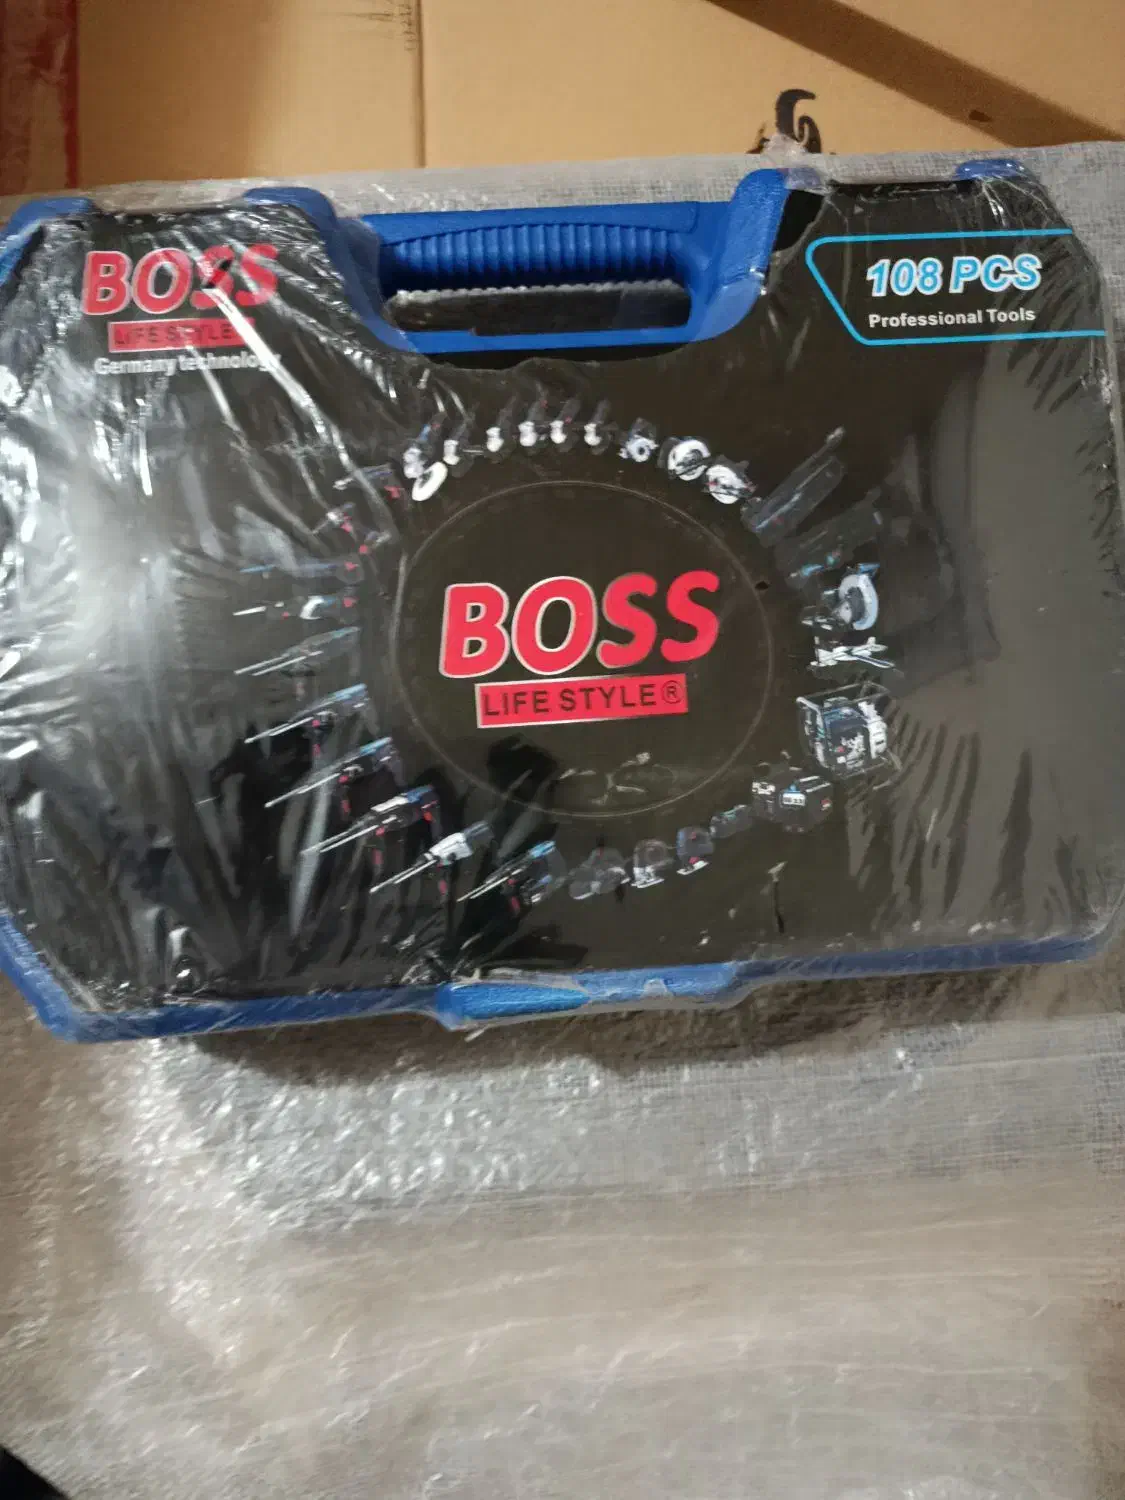 BOSS
LIFE STYLE
Germany technology
108 PCS
Professional Tools
BOSS
LIFE STYLE®